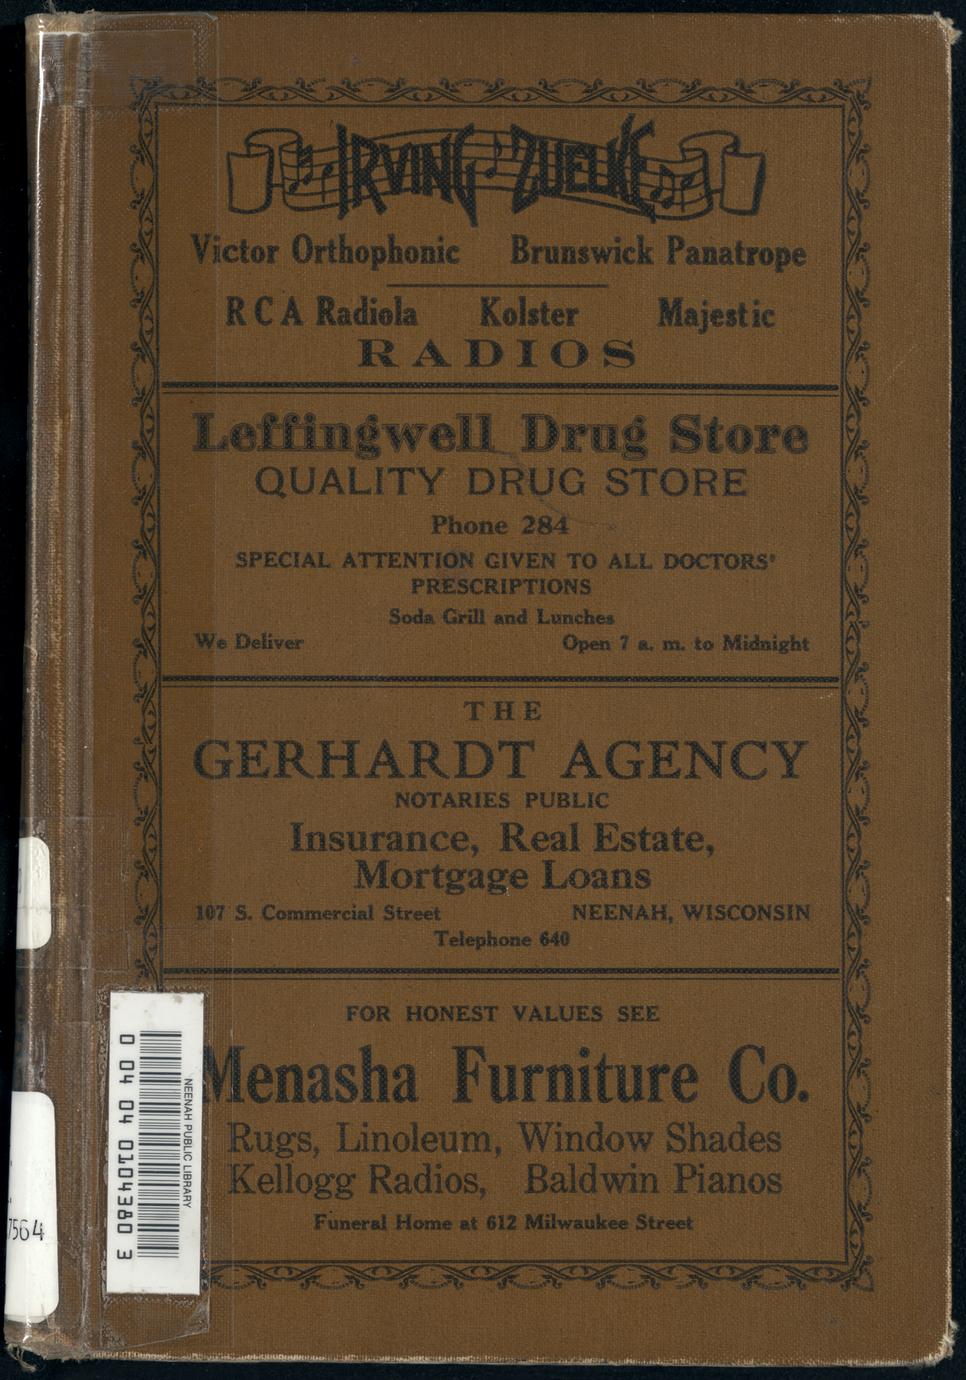 IRVING ZUELKE
Victor Orthophonic Brunswick Panatrope
RCA Radiola Kolster Majestic
RADIOS
Leffingwell Drug Store
QUALITY DRUG STORE
Phone 284
SPECIAL ATTENTION GIVEN TO ALL DOCTORS'
PRESCRIPTIONS
Soda Grill and Lunches
We Deliver Open 7 a. m. to Midnight
THE
GERHARDT AGENCY
NOTARIES PUBLIC
Insurance, Real Estate,
Mortgage Loans
107 S. Commercial Street NEENAH, WISCONSIN
Telephone 640
FOR HONEST VALUES SEE
Menasha Furniture Co.
Rugs, Linoleum, Window Shades
Kellogg Radios, Baldwin Pianos
Funeral Home at 612 Milwaukee Street
NEENAH PUBLIC LIBRARY
0 04 04 0104380 3
7564